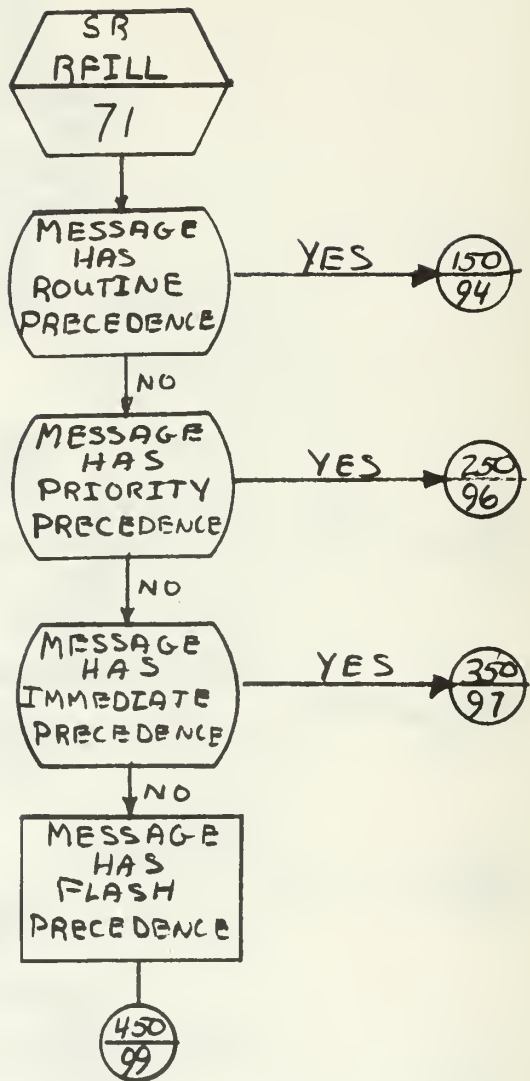 SR
RFILL
71
MESSAGE
HAS
ROUTINE
PRECEDENCE
YES
150
94
NO
MESSAGE
HAS
PRIORITY
PRECEDENCE
YES
250
96
NO
MESSAGE
HAS
IMMEDIATE
PRECEDENCE
YES
350
97
NO
MESSAGE
HAS
FLASH
PRECEDENCE
450
99